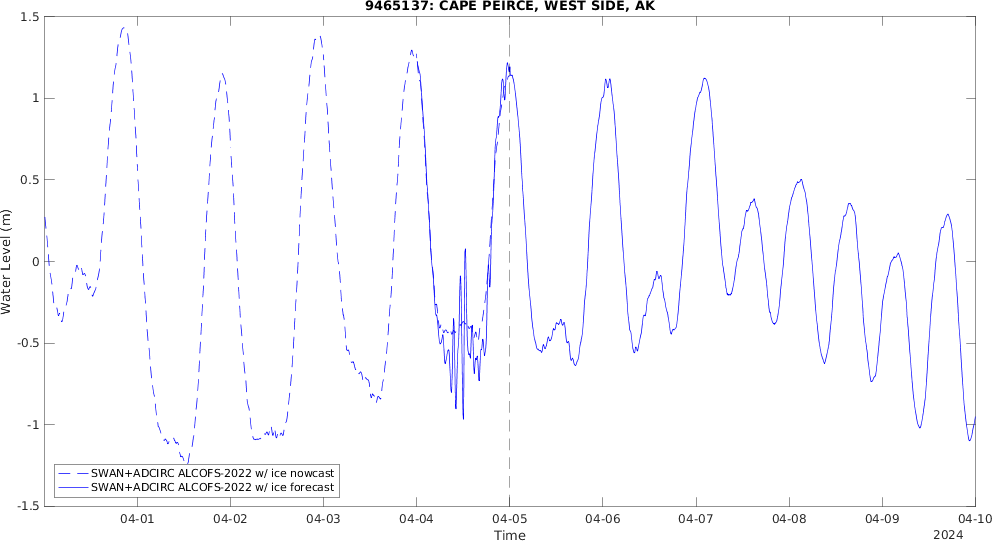 9465137: CAPE PEIRCE, WEST SIDE, AK
Water Level (m)
1.5
1
0.5
0
-0.5
-1
-1.5
SWAN+ADCIRC ALCOFS-2022 w/ ice nowcast
SWAN+ADCIRC ALCOFS-2022 w/ ice forecast
04-01 04-02 04-03 04-04 04-05 04-06 04-07 04-08 04-09 04-10
Time
2024